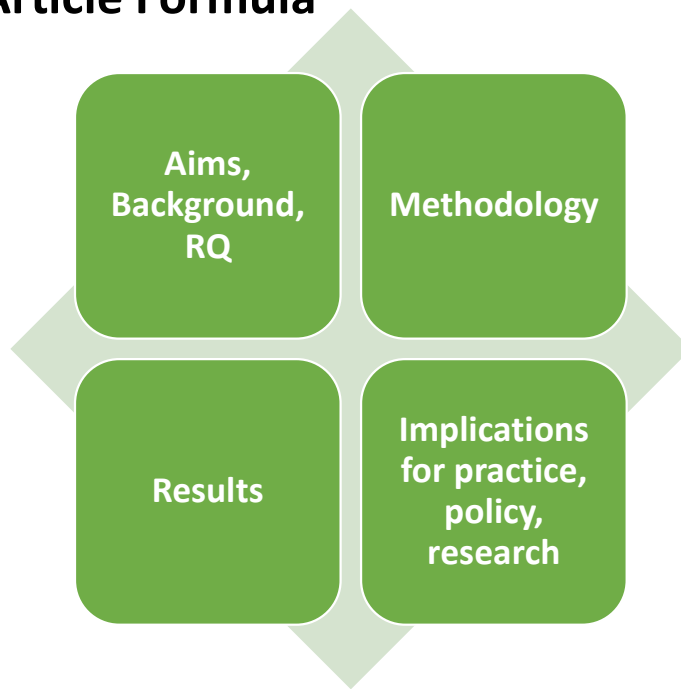 Article Formula
Aims,
Background,
RQ
Methodology
Results
Implications
for practice,
policy,
research